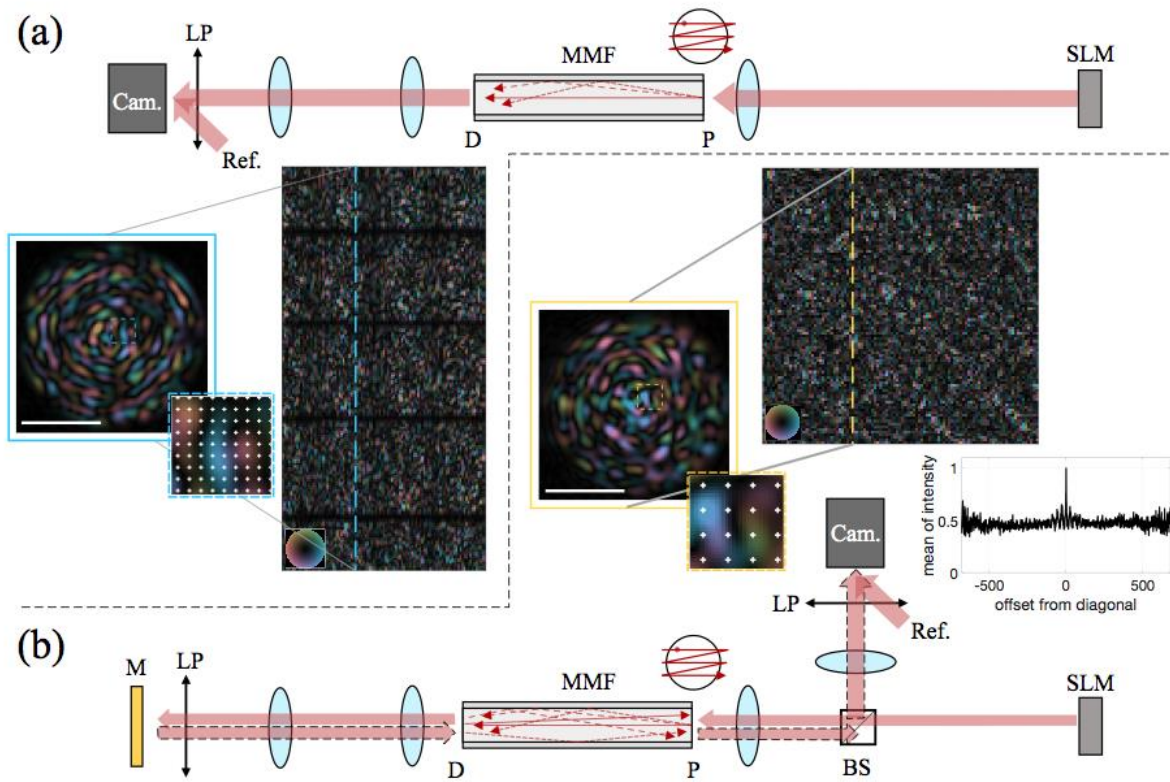 (a)
LP
MMF
SLM
Cam.
Ref.
D
P
mean of intensity
1
0.5
0
-500
0
500
offset from diagonal
Cam.
LP
Ref.
(b)
M
LP
MMF
SLM
D
P
BS